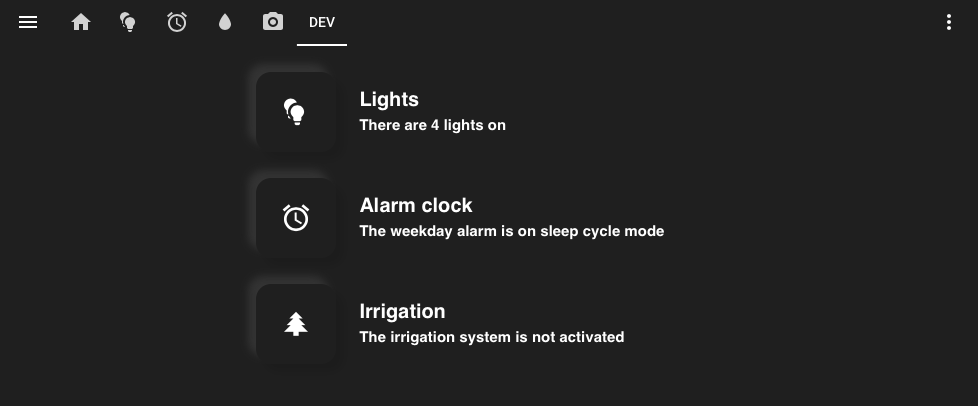 DEV
Lights
There are 4 lights on
Alarm clock
The weekday alarm is on sleep cycle mode
Irrigation
The irrigation system is not activated